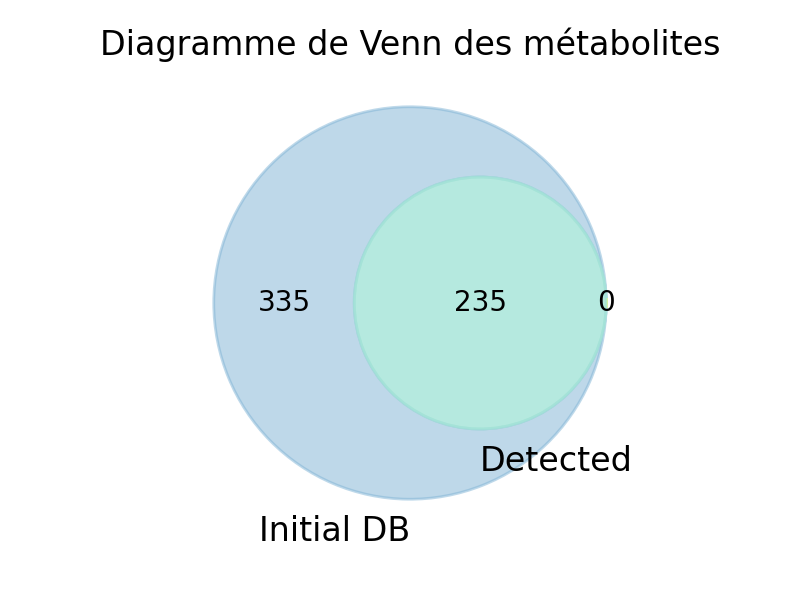 Diagramme de Venn des métabolites
335
235
0
Detected
Initial DB